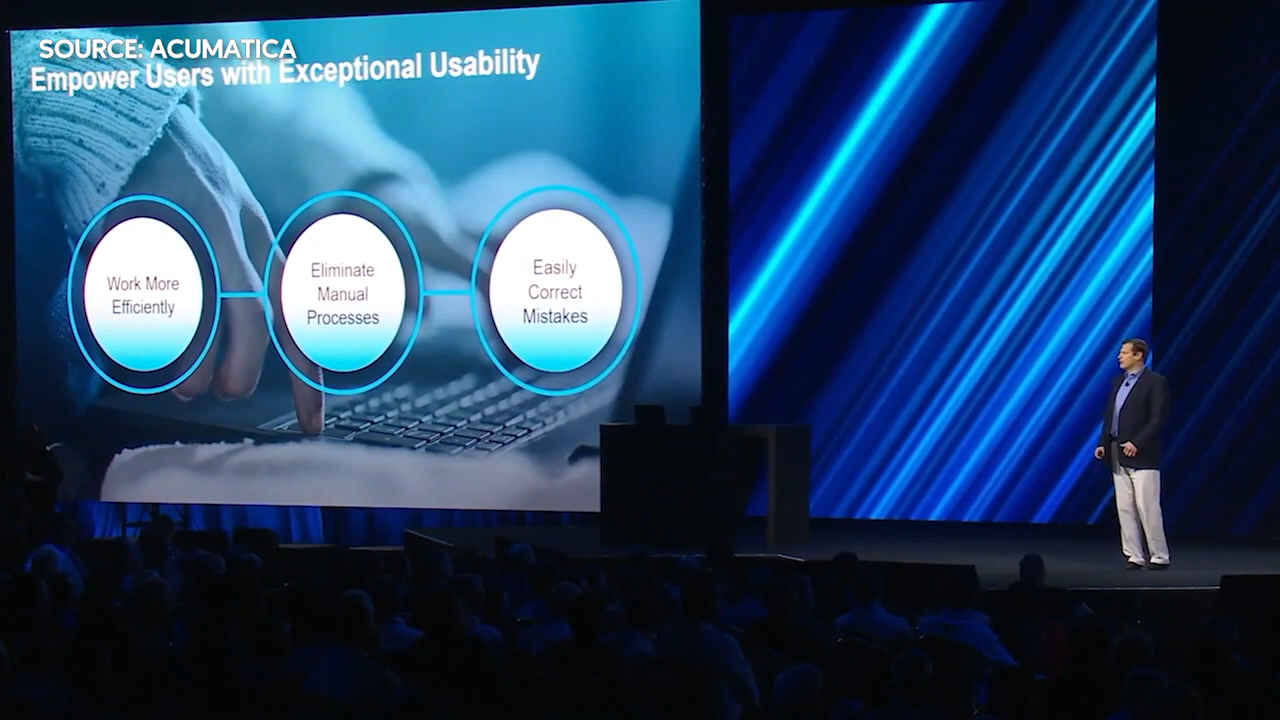 SOURCE: ACUMATICA
Empower Users with Exceptional Usability
Work More
Efficiently
Eliminate
Manual
Processes
Easily
Correct
Mistakes